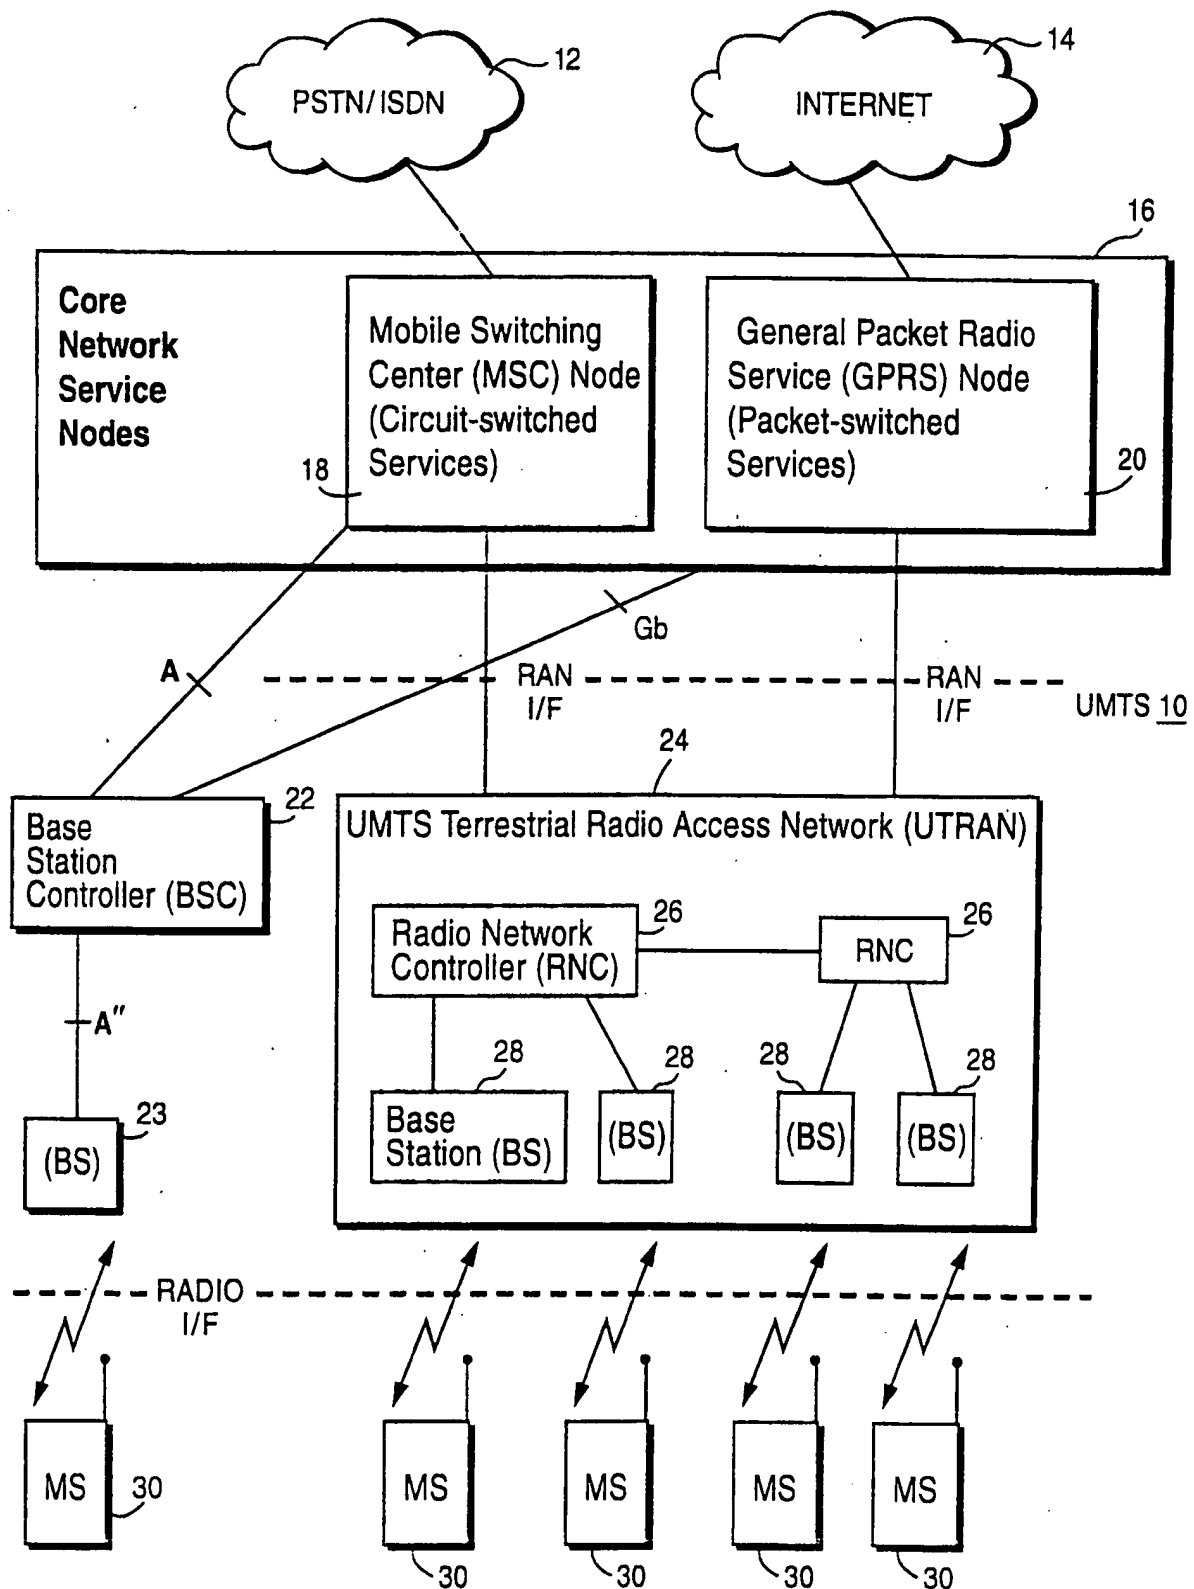 12
14
PSTN/ISDN
INTERNET
16
Core
Network
Service
Nodes
Mobile Switching
Center (MSC) Node
(Circuit-switched
Services)
18
General Packet Radio
Service (GPRS) Node
(Packet-switched
Services)
20
Gb
A
RAN
I/F
RAN
I/F
UMTS 10
24
22
Base
Station
Controller (BSC)
UMTS Terrestrial Radio Access Network (UTRAN)
26
Radio Network
Controller (RNC)
26
RNC
A"
28
28
28
28
23
Base
Station (BS)
(BS)
(BS)
(BS)
(BS)
RADIO
I/F
MS
30
MS
MS
MS
MS
30
30
30
30